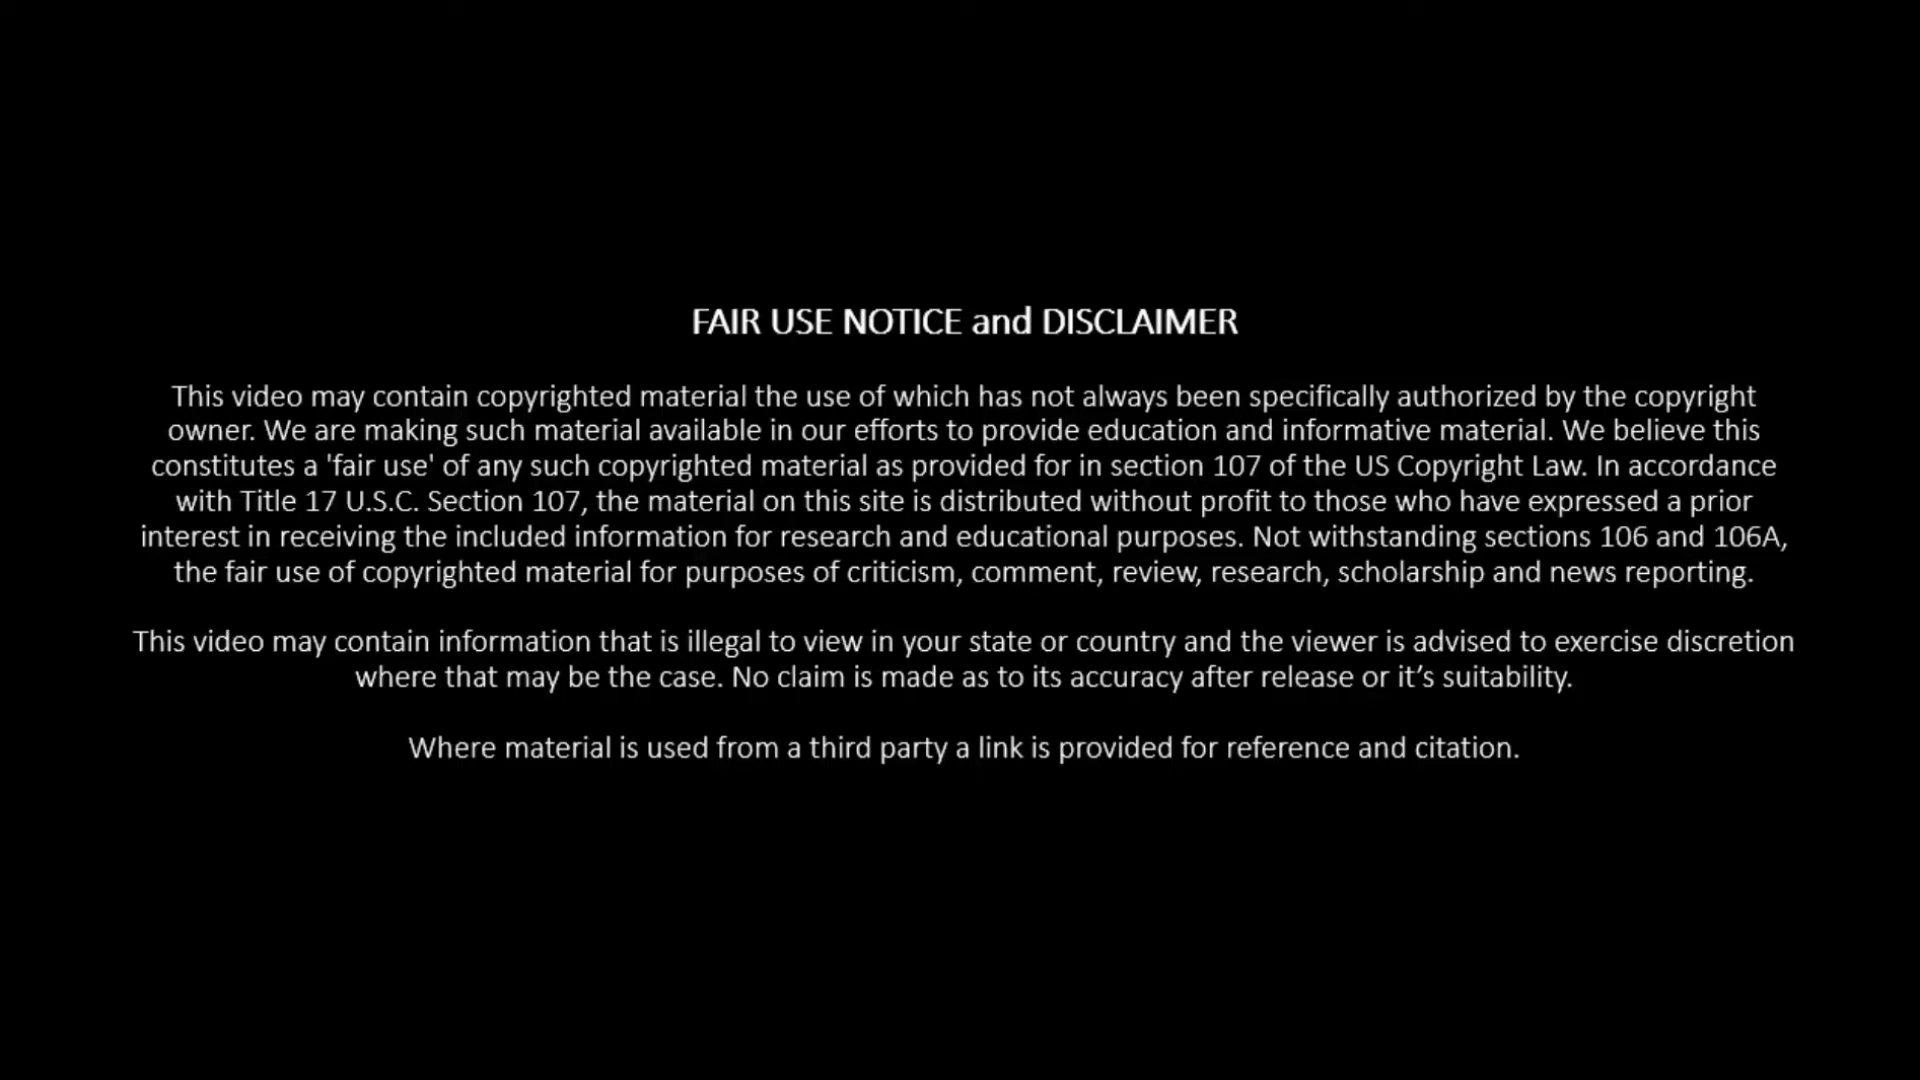 FAIR USE NOTICE and DISCLAIMER
This video may contain copyrighted material the use of which has not always been specifically authorized by the copyright
owner. We are making such material available in our efforts to provide education and informative material. We believe this
constitutes a 'fair use' of any such copyrighted material as provided for in section 107 of the US Copyright Law. In accordance
with Title 17 U.S.C. Section 107, the material on this site is distributed without profit to those who have expressed a prior
interest in receiving the included information for research and educational purposes. Not withstanding sections 106 and 106A,
the fair use of copyrighted material for purposes of criticism, comment, review, research, scholarship and news reporting.
This video may contain information that is illegal to view in your state or country and the viewer is advised to exercise discretion
where that may be the case. No claim is made as to its accuracy after release or it’s suitability.
Where material is used from a third party a link is provided for reference and citation.